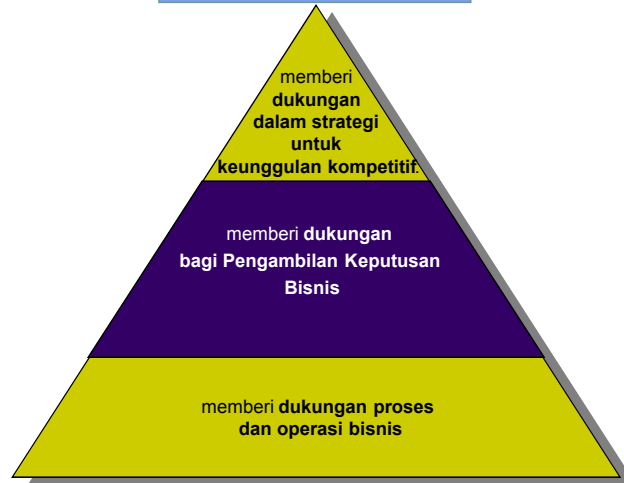 memberi
dukungan
dalam strategi
untuk
keunggulan kompetitif.
memberi dukungan
bagi Pengambilan Keputusan
Bisnis
memberi dukungan proses
dan operasi bisnis